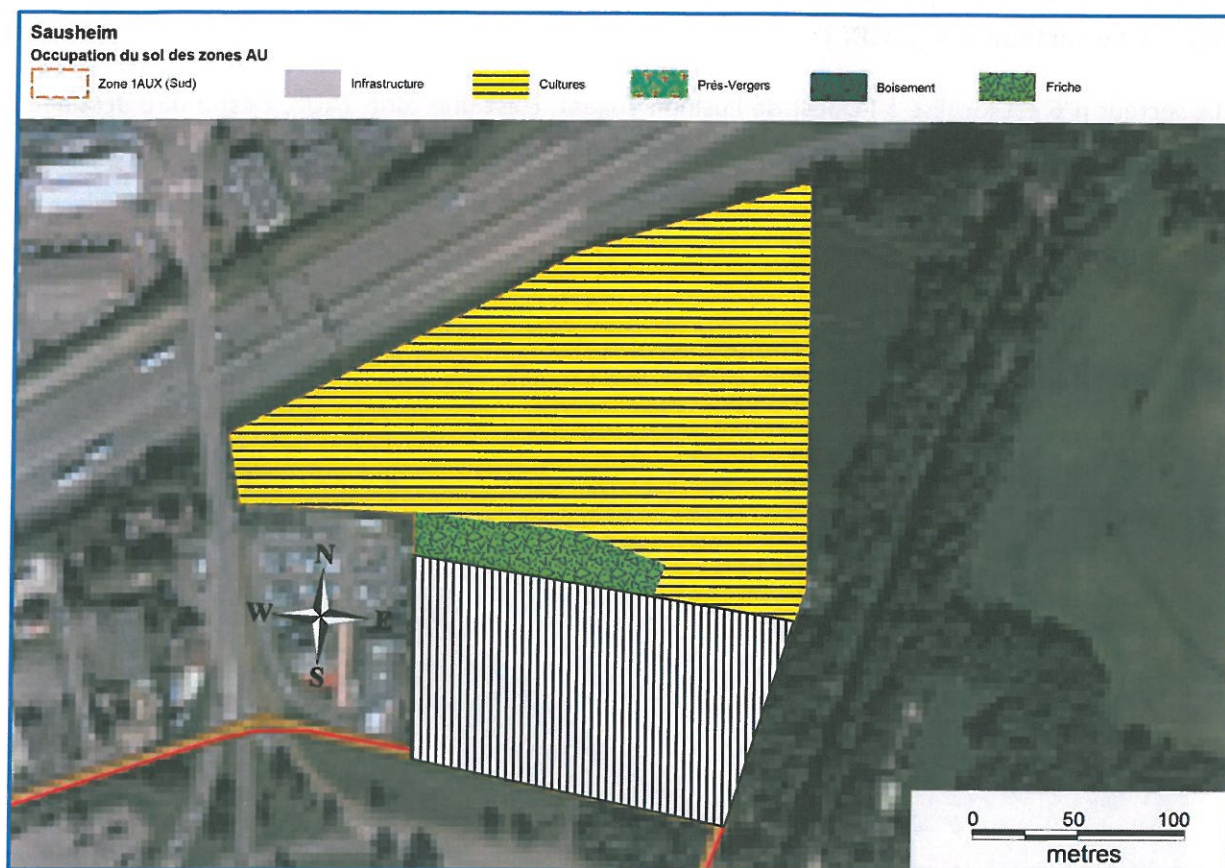 Sausheim
Occupation du sol des zones AU
Zone 1AUX (Sud) Infrastructure Cultures Prés-Vergers Boisement Friche
N
W E
S
0 50 100
metres